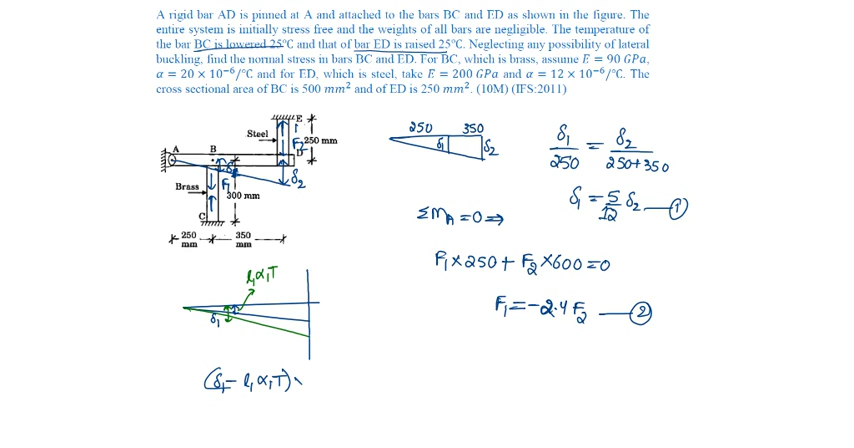 A rigid bar AD is pinned at A and attached to the bars BC and ED as shown in the figure. The
entire system is initially stress free and the weights of all bars are negligible. The temperature of
the bar BC is lowered 25°C and that of bar ED is raised 25°C. Neglecting any possibility of lateral
buckling, find the normal stress in bars BC and ED. For BC, which is brass, assume E = 90 GPa,
α = 20 × 10⁻⁶/°C and for ED, which is steel, take E = 200 GPa and α = 12 × 10⁻⁶/°C. The
cross sectional area of BC is 500 mm² and of ED is 250 mm². (10M) (IFS:2011)
E
Steel
F₂
250 mm
A
B
D
δ₂
Brass
F₁
300 mm
C
250
mm
350
mm
250 350
δ₁ δ₂
δ₁/250 = δ₂/250+350
δ₁ = 5/12 δ₂ —①
ΣM_A = 0 ⇒
F₁ × 250 + F₂ × 600 = 0
F₁ = -2.4 F₂ —②
l₁α₁T
δ₁
(δ₁ - l₁α₁T)